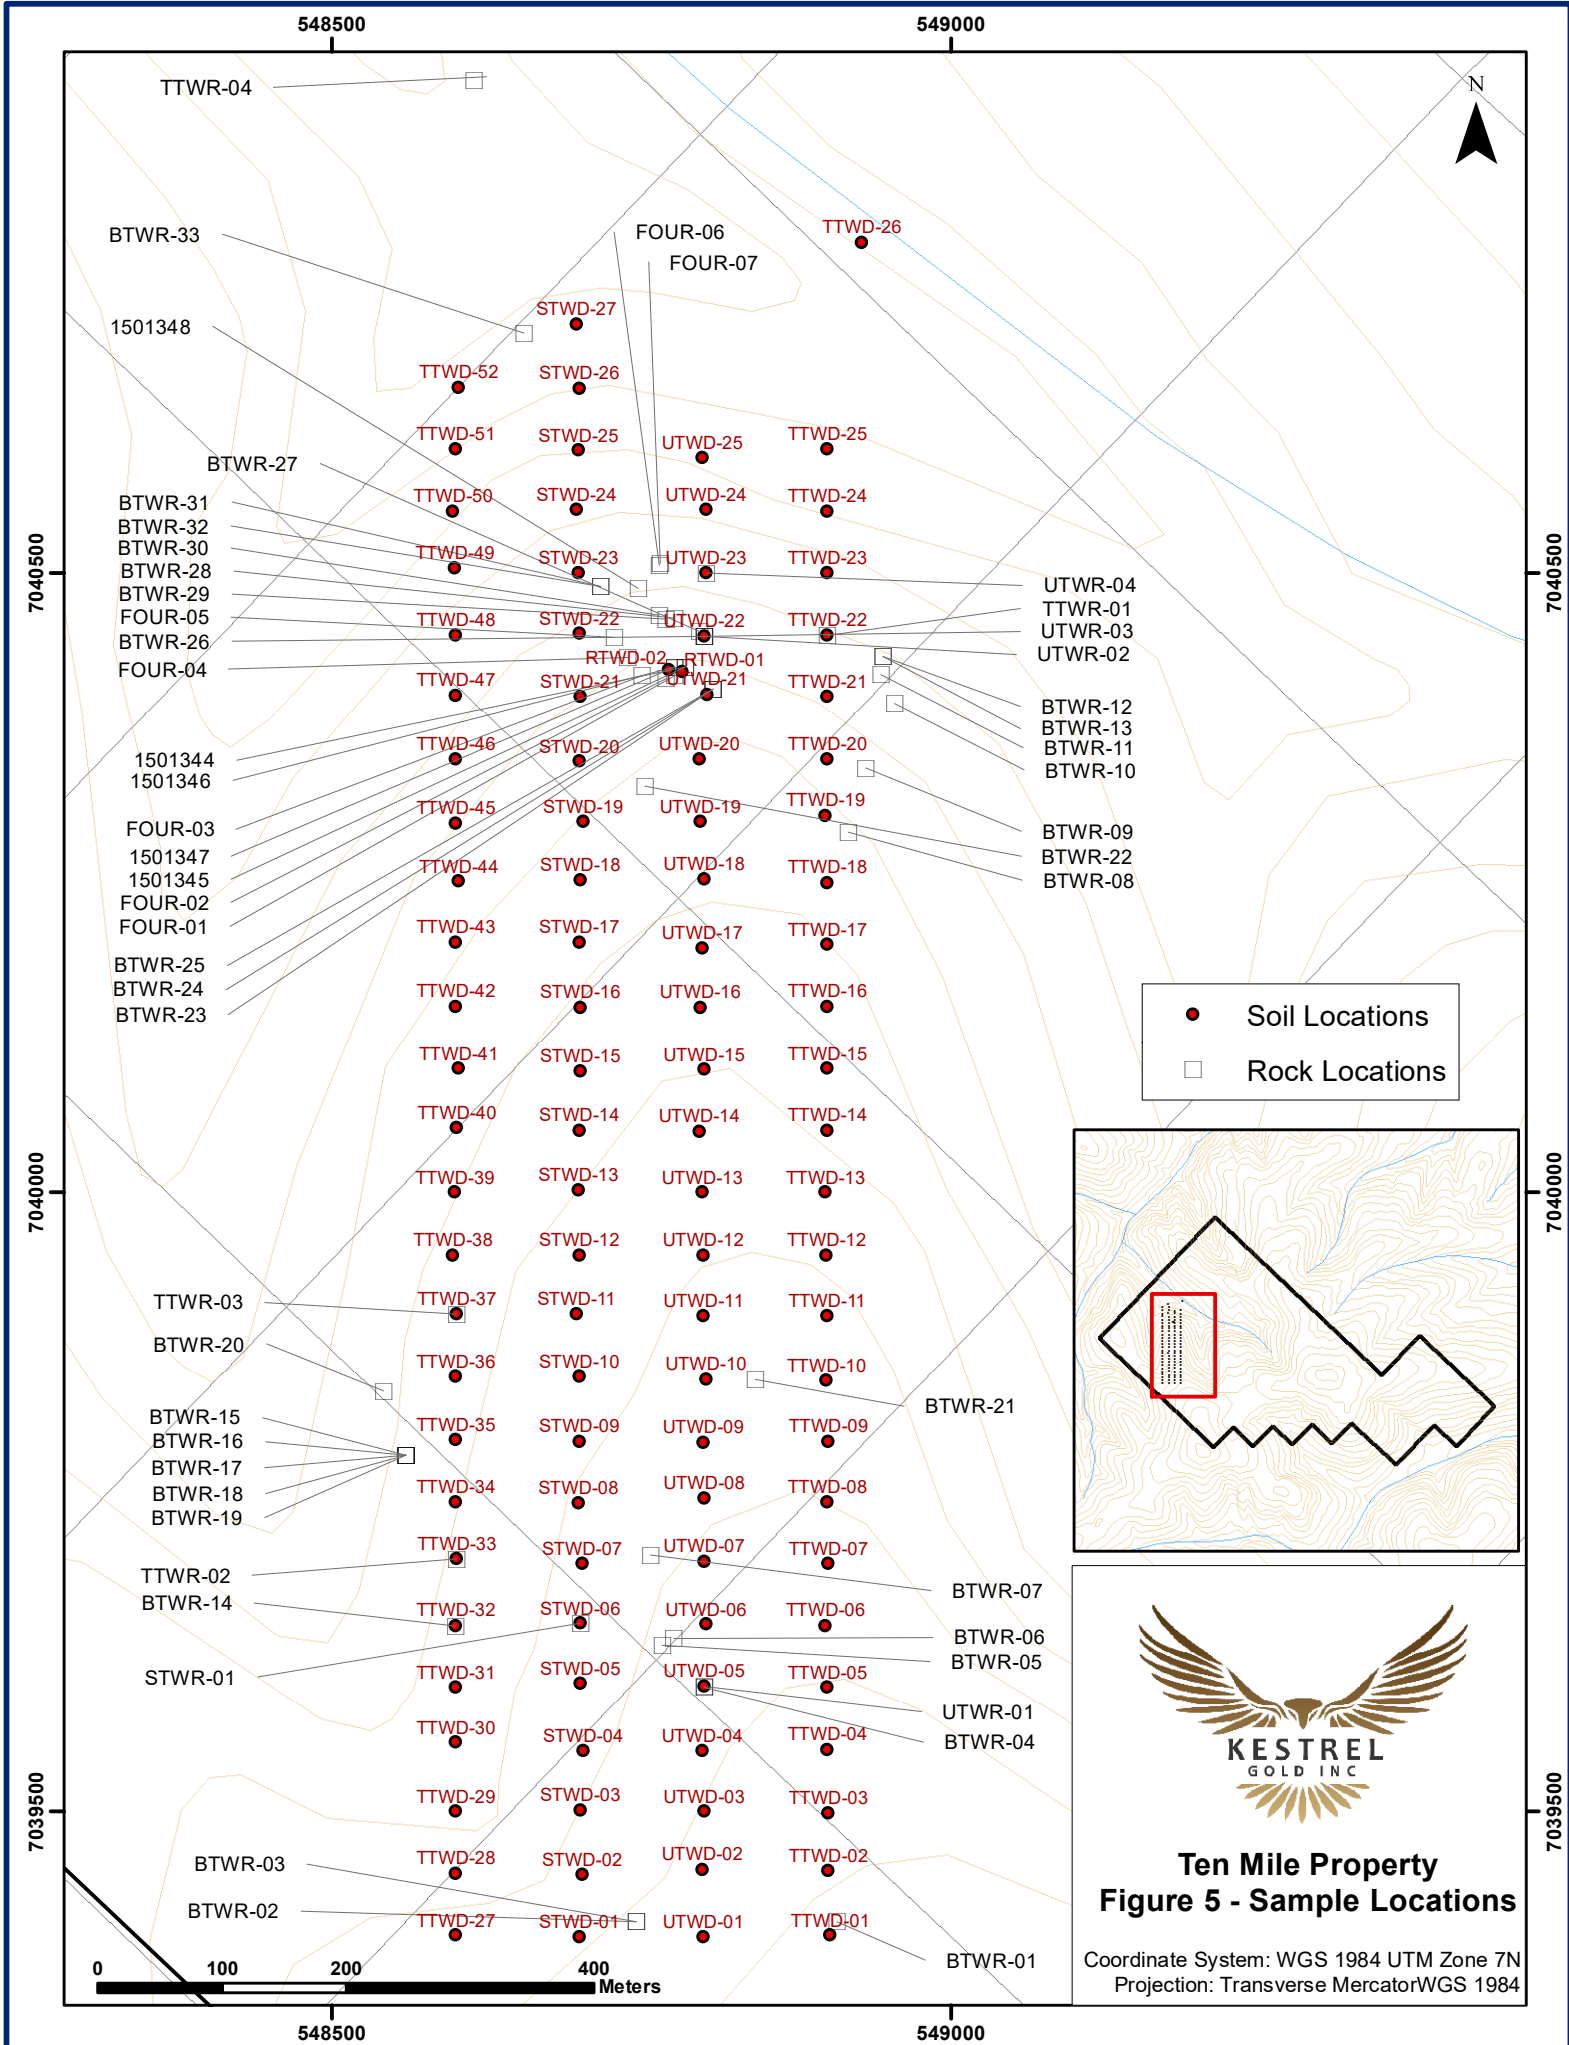 548500
549000
TTWR-04
N
BTWR-33
FOUR-06
TTWD-26
FOUR-07
STWD-27
1501348
TTWD-52
STWD-26
TTWD-51
STWD-25
UTWD-25
TTWD-25
BTWR-27
TTWD-50
STWD-24
UTWD-24
TTWD-24
BTWR-31
BTWR-32
BTWR-30
BTWR-28
BTWR-29
FOUR-05
BTWR-26
FOUR-04
TTWD-49
STWD-23
UTWD-23
TTWD-23
7040500
7040500
UTWR-04
TTWR-01
UTWR-03
UTWR-02
TTWD-48
STWD-22
UTWD-22
TTWD-22
RTWD-02
RTWD-01
TTWD-47
STWD-21
UTWD-21
TTWD-21
BTWR-12
BTWR-13
BTWR-11
BTWR-10
1501344
1501346
TTWD-46
STWD-20
UTWD-20
TTWD-20
FOUR-03
1501347
1501345
FOUR-02
FOUR-01
TTWD-45
STWD-19
UTWD-19
TTWD-19
BTWR-09
BTWR-22
BTWR-08
TTWD-44
STWD-18
UTWD-18
TTWD-18
BTWR-25
BTWR-24
BTWR-23
TTWD-43
STWD-17
UTWD-17
TTWD-17
TTWD-42
STWD-16
UTWD-16
TTWD-16
Soil Locations
Rock Locations
TTWD-41
STWD-15
UTWD-15
TTWD-15
TTWD-40
STWD-14
UTWD-14
TTWD-14
7040000
7040000
TTWD-39
STWD-13
UTWD-13
TTWD-13
TTWD-38
STWD-12
UTWD-12
TTWD-12
TTWR-03
TTWD-37
STWD-11
UTWD-11
TTWD-11
BTWR-20
TTWD-36
STWD-10
UTWD-10
TTWD-10
BTWR-21
BTWR-15
BTWR-16
BTWR-17
BTWR-18
BTWR-19
TTWD-35
STWD-09
UTWD-09
TTWD-09
TTWD-34
STWD-08
UTWD-08
TTWD-08
TTWD-33
STWD-07
UTWD-07
TTWD-07
TTWR-02
BTWR-14
BTWR-07
TTWD-32
STWD-06
UTWD-06
TTWD-06
BTWR-06
BTWR-05
STWR-01
TTWD-31
STWD-05
UTWD-05
TTWD-05
UTWR-01
BTWR-04
TTWD-30
STWD-04
UTWD-04
TTWD-04
7039500
7039500
TTWD-29
STWD-03
UTWD-03
TTWD-03
BTWR-03
TTWD-28
STWD-02
UTWD-02
TTWD-02
BTWR-02
TTWD-27
STWD-01
UTWD-01
TTWD-01
BTWR-01
KESTREL
GOLD INC
Ten Mile Property
Figure 5 - Sample Locations
Coordinate System: WGS 1984 UTM Zone 7N
Projection: Transverse MercatorWGS 1984
0 100 200 400
Meters
548500
549000